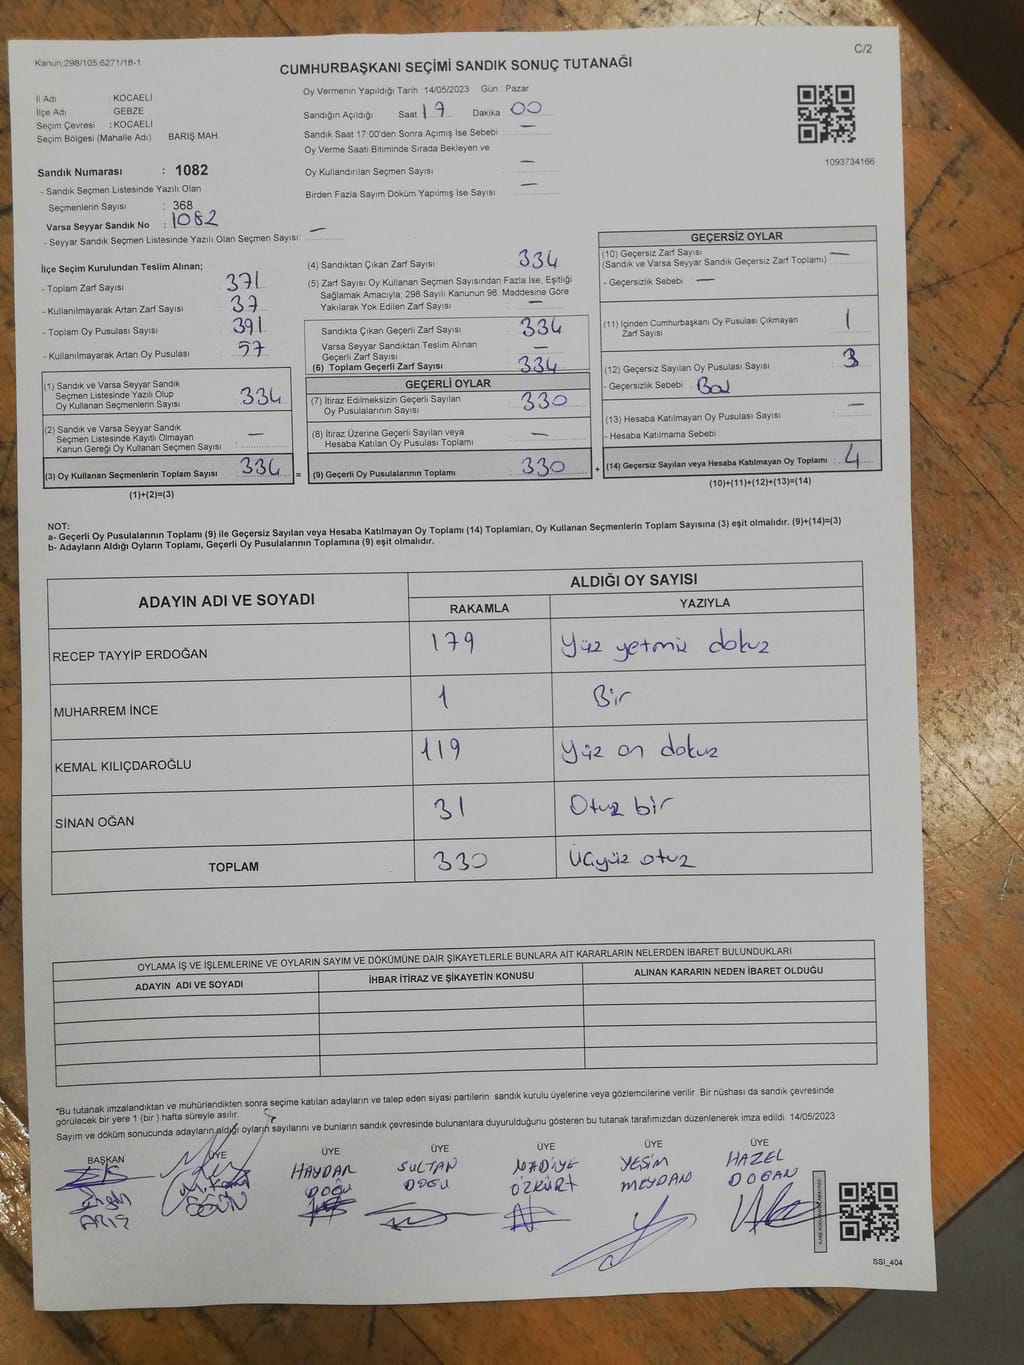 Kanun;298/105;6271/18-1
C/2
CUMHURBAŞKANI SEÇİMİ SANDIK SONUÇ TUTANAĞI
İl Adı : KOCAELİ
İlçe Adı : GEBZE
Seçim Çevresi : KOCAELİ
Seçim Bölgesi (Mahalle Adı) : BARIŞ MAH.
Sandık Numarası : 1082
- Sandık Seçmen Listesinde Yazılı Olan
Seçmenlerin Sayısı : 368
Varsa Seyyar Sandık No : 1082
- Seyyar Sandık Seçmen Listesinde Yazılı Olan Seçmen Sayısı: —
Oy Vermenin Yapıldığı Tarih : 14/05/2023 Gün : Pazar
Sandığın Açıldığı Saat 17 Dakika 00
Sandık Saat 17:00'den Sonra Açımış İse Sebebi : —
Oy Verme Saati Bitiminde Sırada Bekleyen ve
Oy Kullandırılan Seçmen Sayısı : —
Birden Fazla Sayım Döküm Yapılmış İse Sayısı : —
1093734166
İlçe Seçim Kurulundan Teslim Alınan;
- Toplam Zarf Sayısı : 371
- Kullanılmayarak Artan Zarf Sayısı : 37
- Toplam Oy Pusulası Sayısı : 391
- Kullanılmayarak Artan Oy Pusulası : 57
(1) Sandık ve Varsa Seyyar Sandık
Seçmen Listesinde Yazılı Olup
Oy Kullanan Seçmenlerin Sayısı : 334
(2) Sandık ve Varsa Seyyar Sandık
Seçmen Listesinde Kayıtlı Olmayan
Kanun Gereği Oy Kullanan Seçmen Sayısı : —
(3) Oy Kullanan Seçmenlerin Toplam Sayısı : 334 =
(1)+(2)=(3)
(4) Sandıktan Çıkan Zarf Sayısı : 334
(5) Zarf Sayısı Oy Kullanan Seçmen Sayısından Fazla İse, Eşitliği
Sağlamak Amacıyla; 298 Sayılı Kanunun 98. Maddesine Göre
Yakılarak Yok Edilen Zarf Sayısı : —
Sandıkta Çıkan Geçerli Zarf Sayısı : 334
Varsa Seyyar Sandıktan Teslim Alınan
Geçerli Zarf Sayısı : —
(6) Toplam Geçerli Zarf Sayısı : 334
GEÇERLİ OYLAR
(7) İtiraz Edilmeksizin Geçerli Sayılan
Oy Pusulalarının Sayısı : 330
(8) İtiraz Üzerine Geçerli Sayılan veya
Hesaba Katılan Oy Pusulası Toplamı : —
(9) Geçerli Oy Pusulalarının Toplamı : 330 +
GEÇERSİZ OYLAR
(10) Geçersiz Zarf Sayısı
(Sandık ve Varsa Seyyar Sandık Geçersiz Zarf Toplamı) : —
- Geçersizlik Sebebi : —
(11) İçinden Cumhurbaşkanı Oy Pusulası Çıkmayan
Zarf Sayısı : 1
(12) Geçersiz Sayılan Oy Pusulası Sayısı : 3
- Geçersizlik Sebebi :
(13) Hesaba Katılmayan Oy Pusulası Sayısı : —
- Hesaba Katılmama Sebebi :
(14) Geçersiz Sayılan veya Hesaba Katılmayan Oy Toplamı : 4
(10)+(11)+(12)+(13)=(14)
NOT:
a- Geçerli Oy Pusulalarının Toplamı (9) ile Geçersiz Sayılan veya Hesaba Katılmayan Oy Toplamı (14) Toplamları, Oy Kullanan Seçmenlerin Toplam Sayısına (3) eşit olmalıdır. (9)+(14)=(3)
b- Adayların Aldığı Oyların Toplamı, Geçerli Oy Pusulalarının Toplamına (9) eşit olmalıdır.
ADAYIN ADI VE SOYADI ALDIĞI OY SAYISI
RAKAMLA YAZIYLA
RECEP TAYYİP ERDOĞAN 179 Yüz yetmiş dokuz
MUHARREM İNCE 1 Bir
KEMAL KILIÇDAROĞLU 119 Yüz on dokuz
SİNAN OĞAN 31 Otuz bir
TOPLAM 330 Üçyüz otuz
OYLAMA İŞ VE İŞLEMLERİNE VE OYLARIN SAYIM VE DÖKÜMÜNE DAİR ŞİKAYETLERLE BUNLARA AİT KARARLARIN NELERDEN İBARET BULUNDUKLARI
ADAYIN ADI VE SOYADI İHBAR İTİRAZ VE ŞİKAYETİN KONUSU ALINAN KARARIN NEDEN İBARET OLDUĞU
*Bu tutanak imzalandıktan ve mühürlendikten sonra seçime katılan adayların ve talep eden siyasi partilerin sandık kurulu üyelerine veya gözlemcilerine verilir. Bir nüshası da sandık çevresinde
görülecek bir yere 1 (bir) hafta süreyle asılır.
Sayım ve döküm sonucunda adayların aldığı oyların sayılarını ve bunların sandık çevresinde bulunanlara duyurulduğunu gösteren bu tutanak tarafımızdan düzenlenerek imza edildi. 14/05/2023
BAŞKAN ÜYE ÜYE ÜYE ÜYE ÜYE ÜYE
HAYDAR SULTAN NADİYE YEŞİM HAZEL
DOĞU DOĞU ÖZKURT MEYDAN DOĞAN
SSI_404